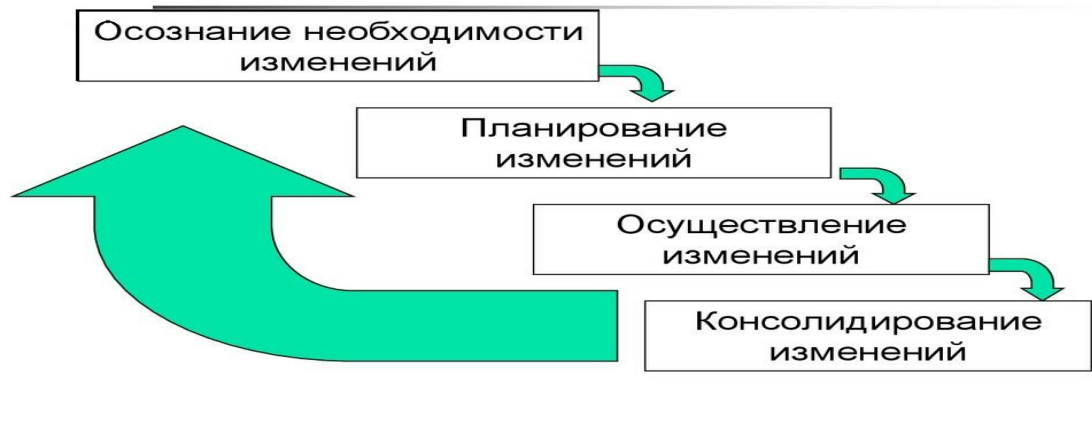 Осознание необходимости
изменений
Планирование
изменений
Осуществление
изменений
Консолидирование
изменений